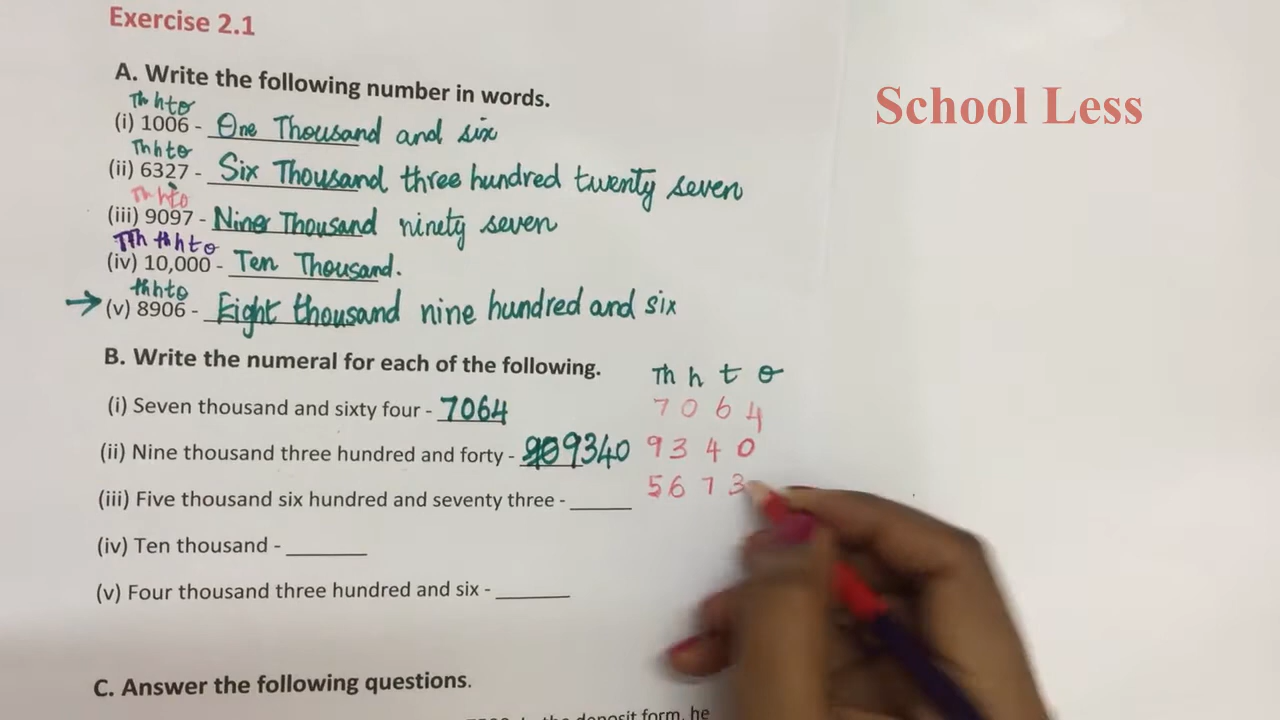 Exercise 2.1
School Less
A. Write the following number in words.
Th h t o
(i) 1006 - One Thousand and six
Th h t o
(ii) 6327 - Six Thousand three hundred twenty seven
Th h t o
(iii) 9097 - Nine Thousand ninety seven
TTh th h t o
(iv) 10,000 - Ten Thousand.
th h t o
→ (v) 8906 - Eight thousand nine hundred and six
B. Write the numeral for each of the following.
Th h t o
(i) Seven thousand and sixty four - 7064 7 0 6 4
(ii) Nine thousand three hundred and forty - 9340 9 3 4 0
(iii) Five thousand six hundred and seventy three - ______ 5 6 7 3
(iv) Ten thousand - ______
(v) Four thousand three hundred and six - ______
C. Answer the following questions.
deposit form, he